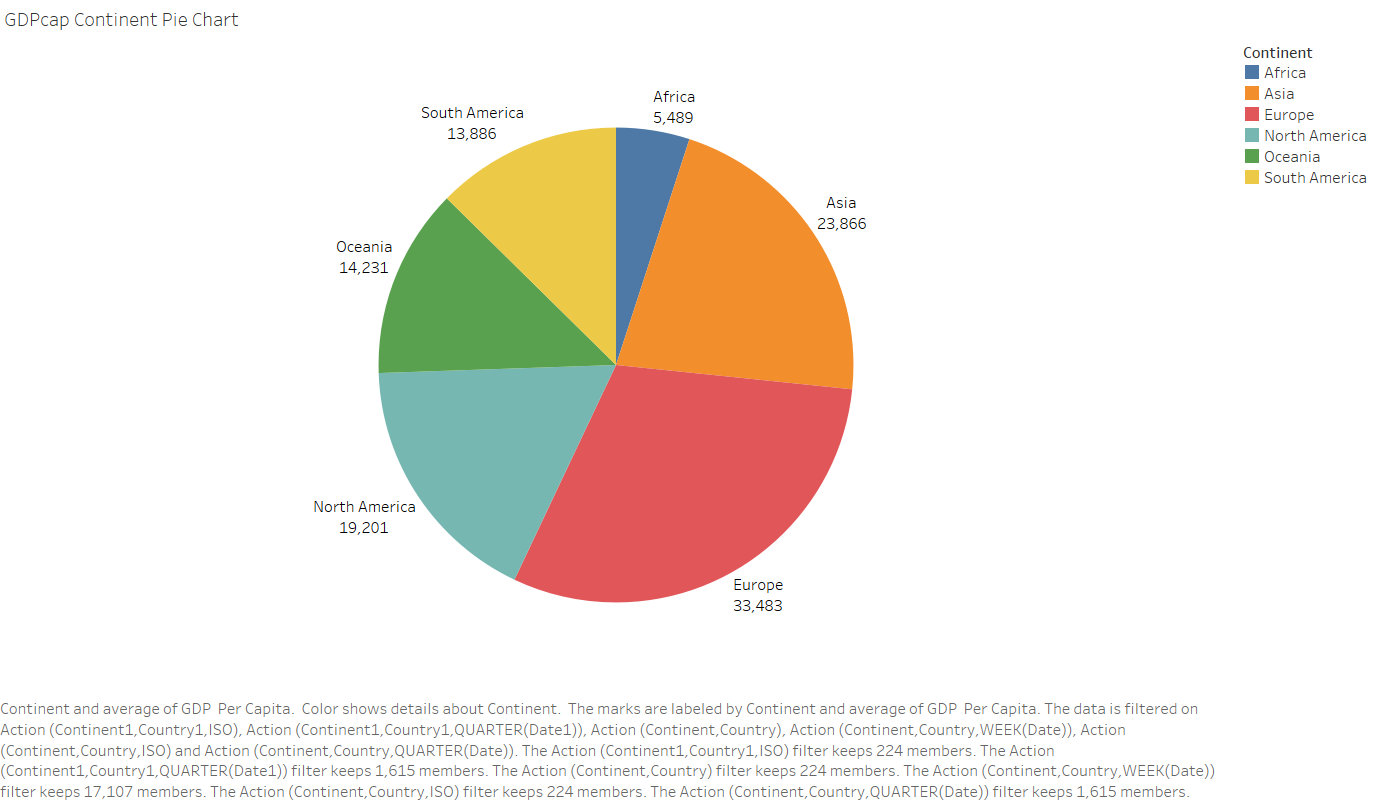 GDPcap Continent Pie Chart
Continent
Africa
Asia
Europe
North America
Oceania
South America
Africa
5,489
South America
13,886
Asia
23,866
Oceania
14,231
North America
19,201
Europe
33,483
Continent and average of GDP  Per Capita.  Color shows details about Continent.  The marks are labeled by Continent and average of GDP  Per Capita. The data is filtered on
Action (Continent1,Country1,ISO), Action (Continent1,Country1,QUARTER(Date1)), Action (Continent,Country), Action (Continent,Country,WEEK(Date)), Action
(Continent,Country,ISO) and Action (Continent,Country,QUARTER(Date)). The Action (Continent1,Country1,ISO) filter keeps 224 members. The Action
(Continent1,Country1,QUARTER(Date1)) filter keeps 1,615 members. The Action (Continent,Country) filter keeps 224 members. The Action (Continent,Country,WEEK(Date))
filter keeps 17,107 members. The Action (Continent,Country,ISO) filter keeps 224 members. The Action (Continent,Country,QUARTER(Date)) filter keeps 1,615 members.